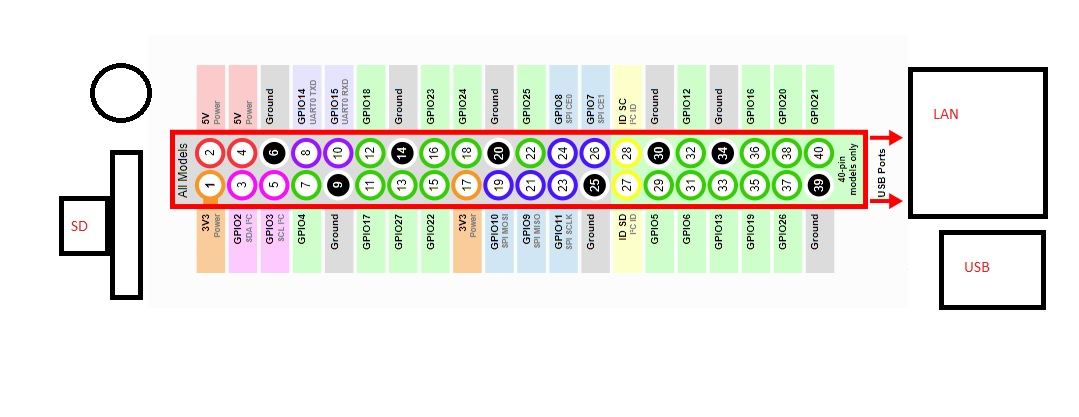 5V Power
5V Power
Ground
GPIO14 UART0 TXD
GPIO15 UART0 RXD
GPIO18
Ground
GPIO23
GPIO24
Ground
GPIO25
GPIO8 SPI CE0
GPIO7 SPI CE1
ID SC I²C ID
Ground
GPIO12
Ground
GPIO16
GPIO20
GPIO21
LAN
All Models
2 4 6 8 10 12 14 16 18 20 22 24 26 28 30 32 34 36 38 40
1 3 5 7 9 11 13 15 17 19 21 23 25 27 29 31 33 35 37 39
40-pin
models only
USB Ports
SD
3V3 Power
GPIO2 SDA I²C
GPIO3 SCL I²C
GPIO4
Ground
GPIO17
GPIO27
GPIO22
3V3 Power
GPIO10 SPI MOSI
GPIO9 SPI MISO
GPIO11 SPI SCLK
Ground
ID SD I²C ID
GPIO5
GPIO6
GPIO13
GPIO19
GPIO26
Ground
USB